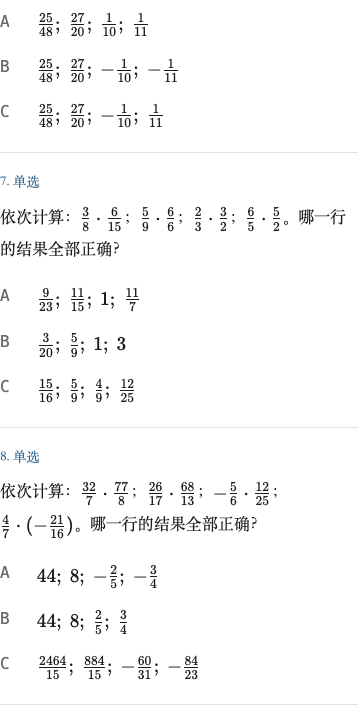 A 25/48; 27/20; 1/10; 1/11
B 25/48; 27/20; −1/10; −1/11
C 25/48; 27/20; −1/10; 1/11
7. 单选
依次计算: 3/8 · 6/15; 5/9 · 6/6; 2/3 · 3/2; 6/5 · 5/2。哪一行
的结果全部正确?
A 9/23; 11/15; 1; 11/7
B 3/20; 5/9; 1; 3
C 15/16; 5/9; 4/9; 12/25
8. 单选
依次计算: 32/7 · 77/8; 26/17 · 68/13; −5/6 · 12/25;
4/7 · (−21/16)。哪一行的结果全部正确?
A 44; 8; −2/5; −3/4
B 44; 8; 2/5; 3/4
C 2464/15; 884/15; −60/31; −84/23